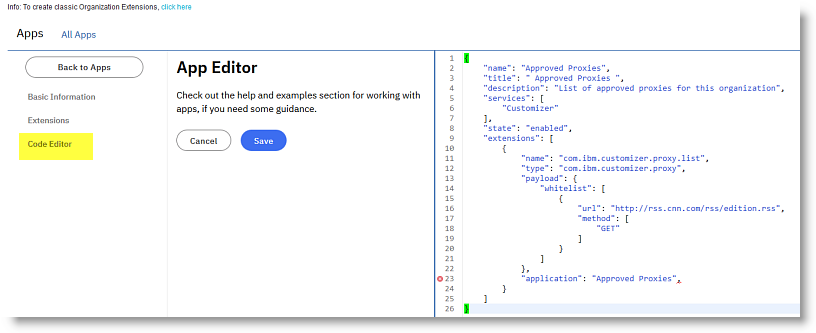 Info: To create classic Organization Extensions, click here
Apps All Apps
Back to Apps
Basic Information
Extensions
Code Editor
App Editor
Check out the help and examples section for working with
apps, if you need some guidance.
Cancel Save
1 {
2 "name": "Approved Proxies",
3 "title": " Approved Proxies ",
4 "description": "List of approved proxies for this organization",
5 "services": [
6 "Customizer"
7 ],
8 "state": "enabled",
9 "extensions": [
10 {
11 "name": "com.ibm.customizer.proxy.list",
12 "type": "com.ibm.customizer.proxy",
13 "payload": {
14 "whitelist": [
15 {
16 "url": "http://rss.cnn.com/rss/edition.rss",
17 "method": [
18 "GET"
19 ]
20 }
21 ]
22 },
23 "application": "Approved Proxies",
24 }
25 ]
26 }